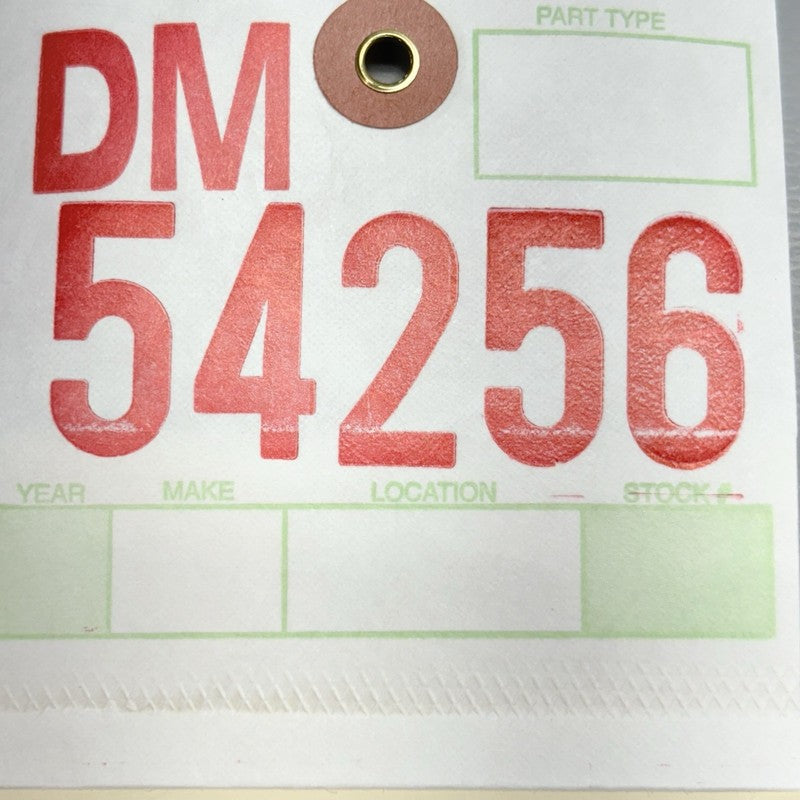 PART TYPE
DM
54256
YEAR MAKE LOCATION STOCK #